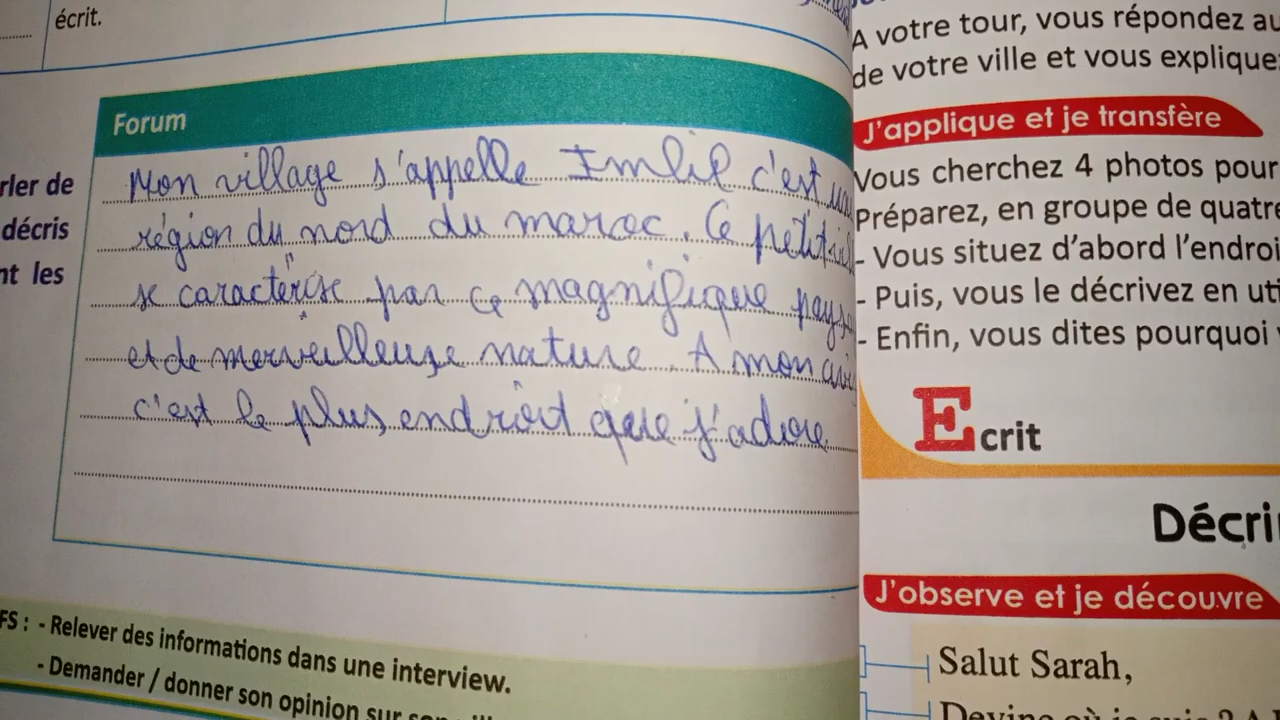 écrit.
Forum
Mon village s'appelle Imlil c'est
région du nord du maroc. Ce petit
se caractérise par ce magnifique
et de merveilleuse nature. A mon avis
c'est le plus endroit que j'adore
rler de
décris
nt les
FS : - Relever des informations dans une interview.
- Demander / donner son opinion sur
A votre tour, vous répondez au
de votre ville et vous explique
J'applique et je transfère
Vous cherchez 4 photos pour
Préparez, en groupe de quatre
- Vous situez d'abord l'endroi
- Puis, vous le décrivez en uti
- Enfin, vous dites pourquoi
Ecrit
Décri
J'observe et je découvre
Salut Sarah,